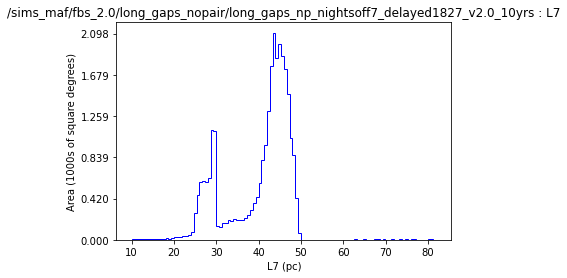 /sims_maf/fbs_2.0/long_gaps_nopair/long_gaps_np_nightsoff7_delayed1827_v2.0_10yrs : L7
2.098
1.679
1.259
0.839
0.420
0.000
Area (1000s of square degrees)
10 20 30 40 50 60 70 80
L7 (pc)